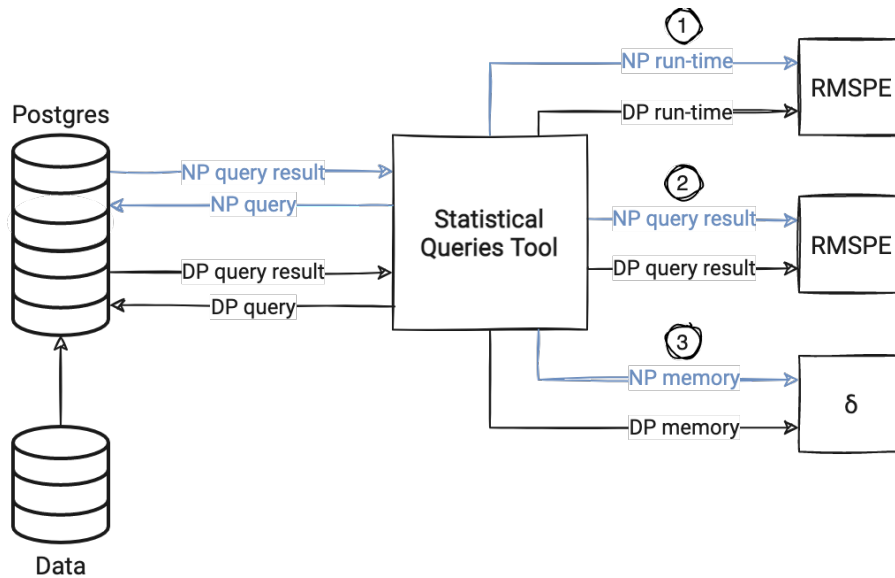 1
NP run-time
RMSPE
DP run-time
Postgres
NP query result
NP query
DP query result
DP query
Statistical
Queries Tool
2
NP query result
RMSPE
DP query result
3
NP memory
δ
DP memory
Data